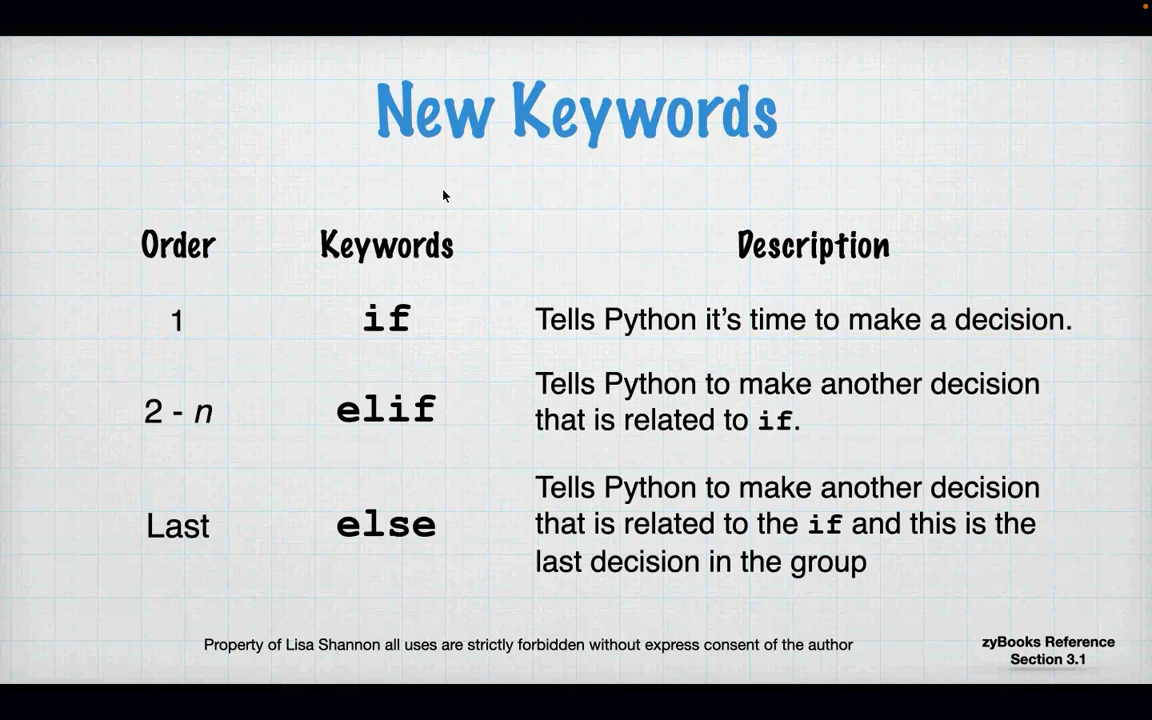 New Keywords
Order Keywords Description
1 if Tells Python it’s time to make a decision.
2 - n elif Tells Python to make another decision
that is related to if.
Last else Tells Python to make another decision
that is related to the if and this is the
last decision in the group
Property of Lisa Shannon all uses are strictly forbidden without express consent of the author
zyBooks Reference
Section 3.1